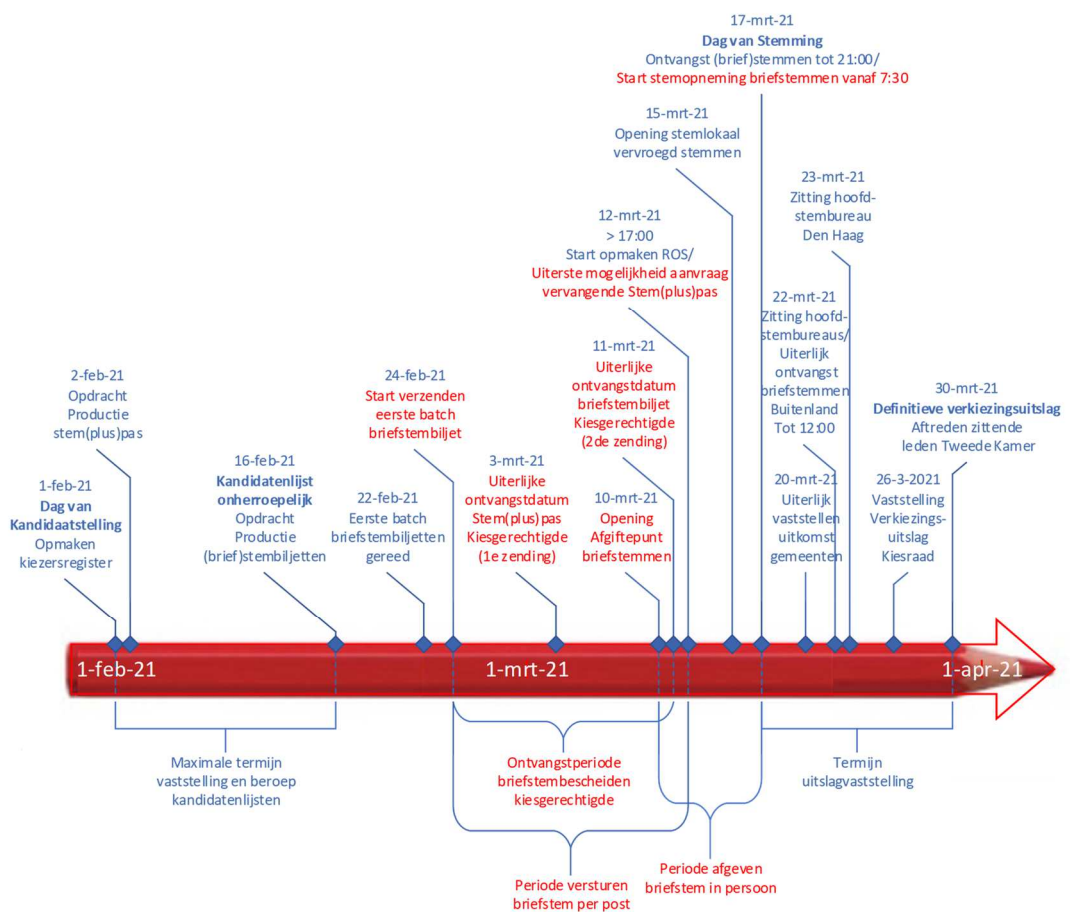 17-mrt-21
Dag van Stemming
Ontvangst (brief)stemmen tot 21:00/
Start stemopneming briefstemmen vanaf 7:30
15-mrt-21
Opening stemlokaal
vervroegd stemmen
23-mrt-21
Zitting hoofd-
stembureau
Den Haag
12-mrt-21
> 17:00
Start opmaken ROS/
Uiterste mogelijkheid aanvraag
vervangende Stem(plus)pas
22-mrt-21
Zitting hoofd-
stembureaus/
Uiterlijk
ontvangst
briefstemmen
Buitenland
Tot 12:00
11-mrt-21
Uiterlijke
ontvangstdatum
briefstembiljet
Kiesgerechtigde
(2de zending)
2-feb-21
Opdracht
Productie
stem(plus)pas
24-feb-21
Start verzenden
eerste batch
briefstembiljet
30-mrt-21
Definitieve verkiezingsuitslag
Aftreden zittende
leden Tweede Kamer
1-feb-21
Dag van
Kandidaatstelling
Opmaken
kiezersregister
16-feb-21
Kandidatenlijst
onherroepelijk
Opdracht
Productie
(brief)stembiljetten
22-feb-21
Eerste batch
briefstembiljetten
gereed
3-mrt-21
Uiterlijke
ontvangstdatum
Stem(plus)pas
Kiesgerechtigde
(1e zending)
10-mrt-21
Opening
Afgiftepunt
briefstemmen
20-mrt-21
Uiterlijk
vaststellen
uitkomst
gemeenten
26-3-2021
Vaststelling
Verkiezings-
uitslag
Kiesraad
1-feb-21
1-mrt-21
1-apr-21
Maximale termijn
vaststelling en beroep
kandidatenlijsten
Ontvangstperiode
briefstembescheiden
kiesgerechtigde
Termijn
uitslagvaststelling
Periode versturen
briefstem per post
Periode afgeven
briefstem in persoon